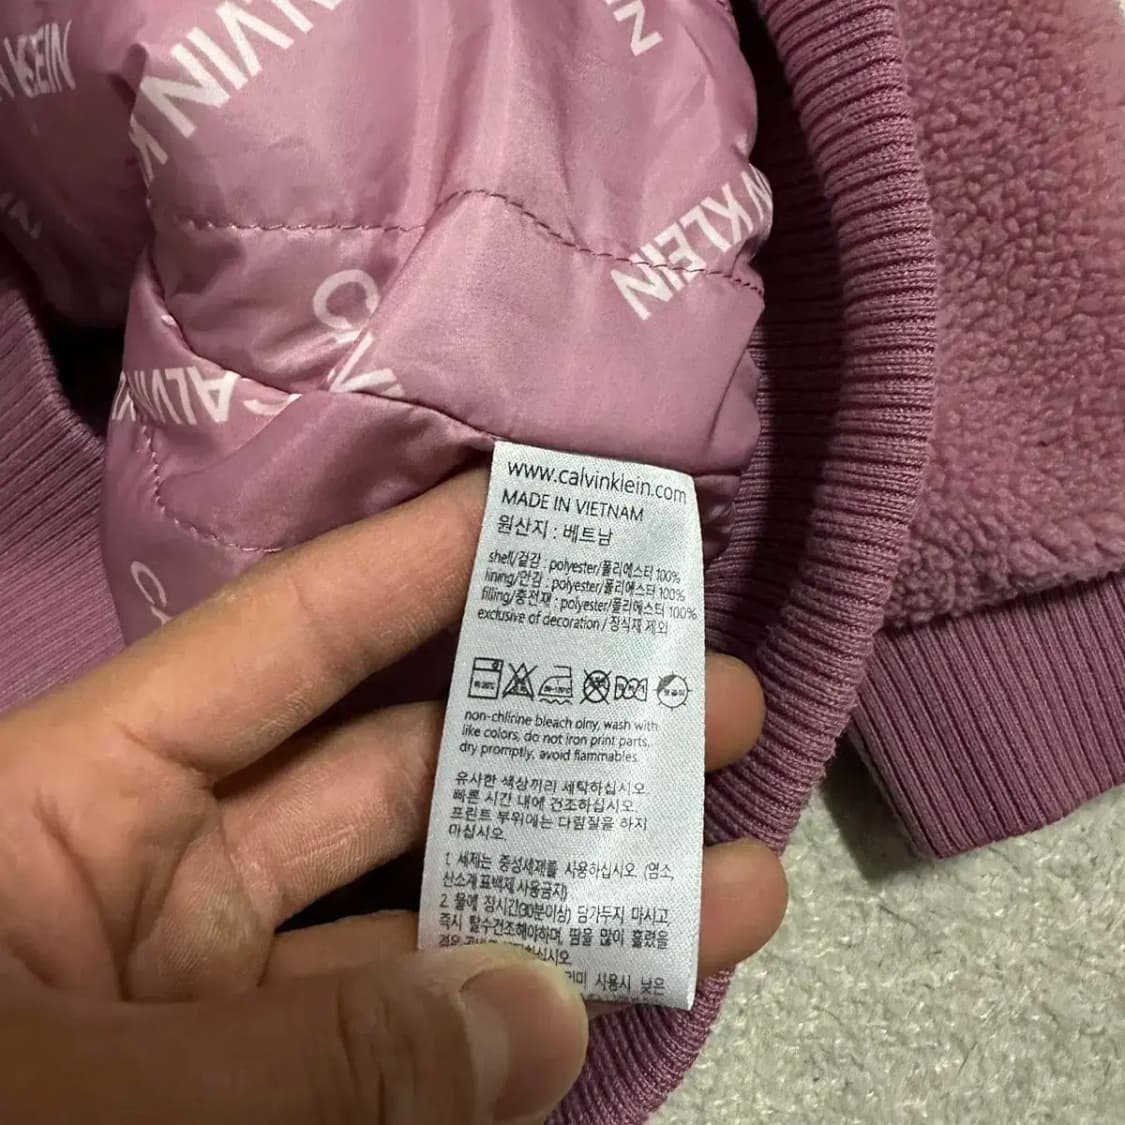 KLEIN
CALVIN K
N
N KLEIN
CALVIN
www.calvinklein.com
MADE IN VIETNAM
원산지 : 베트남
shell/겉감 : polyester/폴리에스터 100%
lining/안감 : polyester/폴리에스터 100%
filling/충전재 : polyester/폴리에스터 100%
exclusive of decoration / 장식재 제외
non-chlirine bleach olny, wash with
like colors, do not iron print parts,
dry promptly, avoid flammables.
유사한 색상끼리 세탁하십시오.
빠른 시간 내에 건조하십시오.
프린트 부위에는 다림질을 하지
마십시오.
1. 세제는 중성세제를 사용하십시오 (염소,
산소계 표백제 사용금지)
2. 물에 장시간(30분이상) 담가두지 마시고
즉시 탈수건조해야하며, 땀을 많이 흘렸을
사용시 낮은